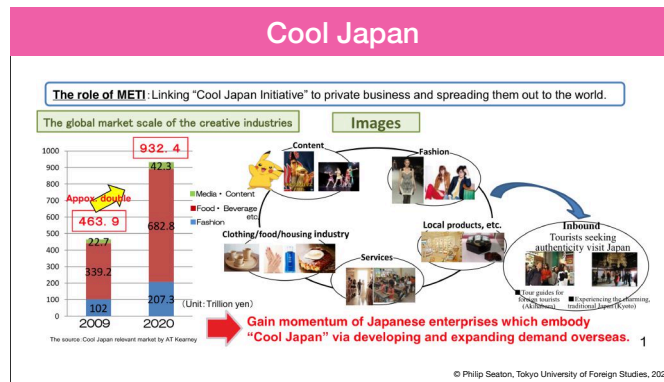 Cool Japan
The role of METI：Linking “Cool Japan Initiative” to private business and spreading them out to the world.
The global market scale of the creative industries
Images
932. 4
1000
900
800
700
600
500
400
300
200
100
0
42.3
Appox. double
463. 9
22.7
682.8
339.2
102
207.3
2009
2020
Media・Content
Food・Beverage
etc.
Fashion
(Unit：Trillion yen)
The source：Cool Japan relevant market by AT Kearney
Content
Fashion
Clothing/food/housing industry
Local products, etc.
Services
Inbound
Tourists seeking
authenticity visit Japan
■Tour guides for
foreign tourists
(Akihabara)
■Experiencing the charming,
traditional Japan (Kyoto)
Gain momentum of Japanese enterprises which embody
“Cool Japan” via developing and expanding demand overseas.
1
© Philip Seaton, Tokyo University of Foreign Studies, 202